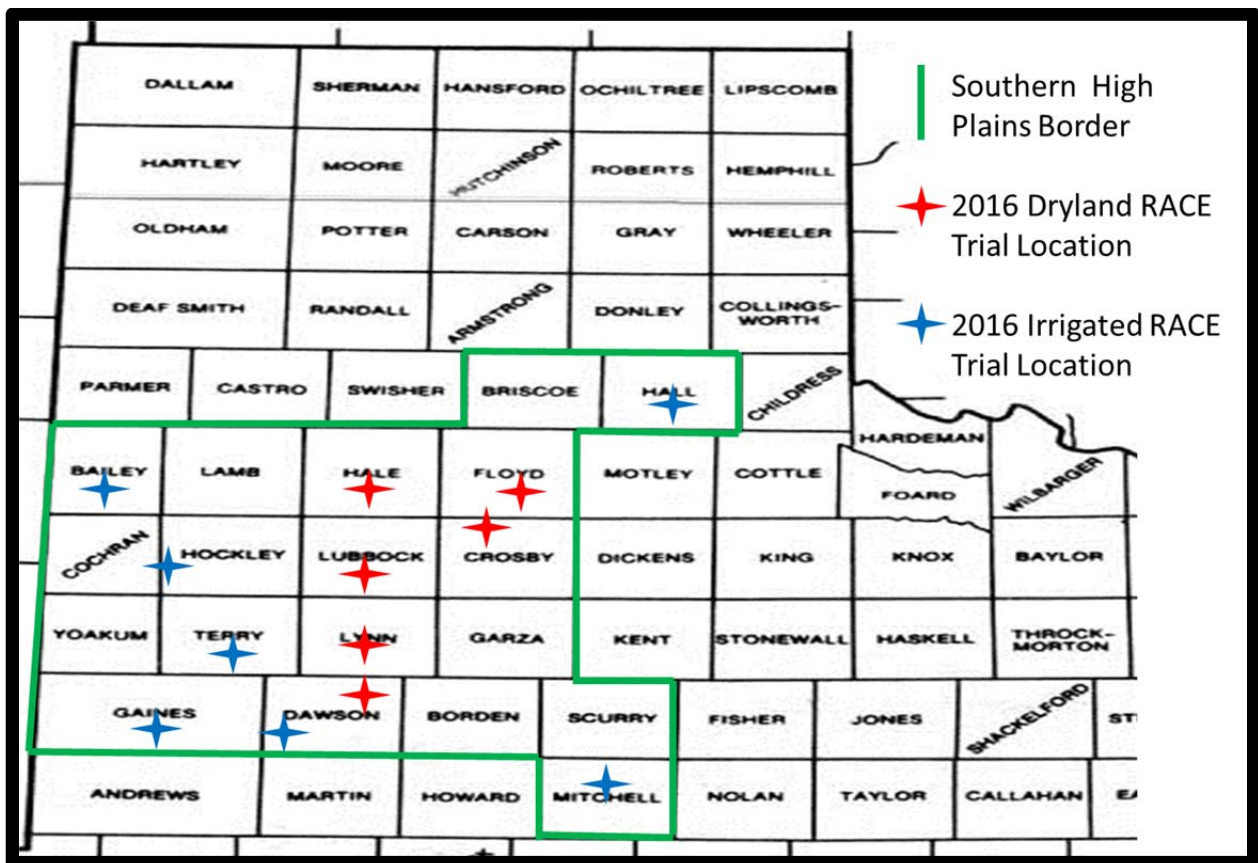 DALLAM SHERMAN HANSFORD OCHILTREE LIPSCOMB
Southern High
Plains Border
HARTLEY MOORE HUTCHINSON ROBERTS HEMPHILL
2016 Dryland RACE
Trial Location
OLDHAM POTTER CARSON GRAY WHEELER
DEAF SMITH RANDALL ARMSTRONG DONLEY COLLINGS-
WORTH
2016 Irrigated RACE
Trial Location
PARMER CASTRO SWISHER BRISCOE HALL CHILDRESS
HARDEMAN
BAILEY LAMB HALE FLOYD MOTLEY COTTLE
FOARD WILBARGER
COCHRAN HOCKLEY LUBBOCK CROSBY DICKENS KING KNOX BAYLOR
YOAKUM TERRY LYNN GARZA KENT STONEWALL HASKELL THROCK-
MORTON
GAINES DAWSON BORDEN SCURRY FISHER JONES SHACKELFORD
ANDREWS MARTIN HOWARD MITCHELL NOLAN TAYLOR CALLAHAN